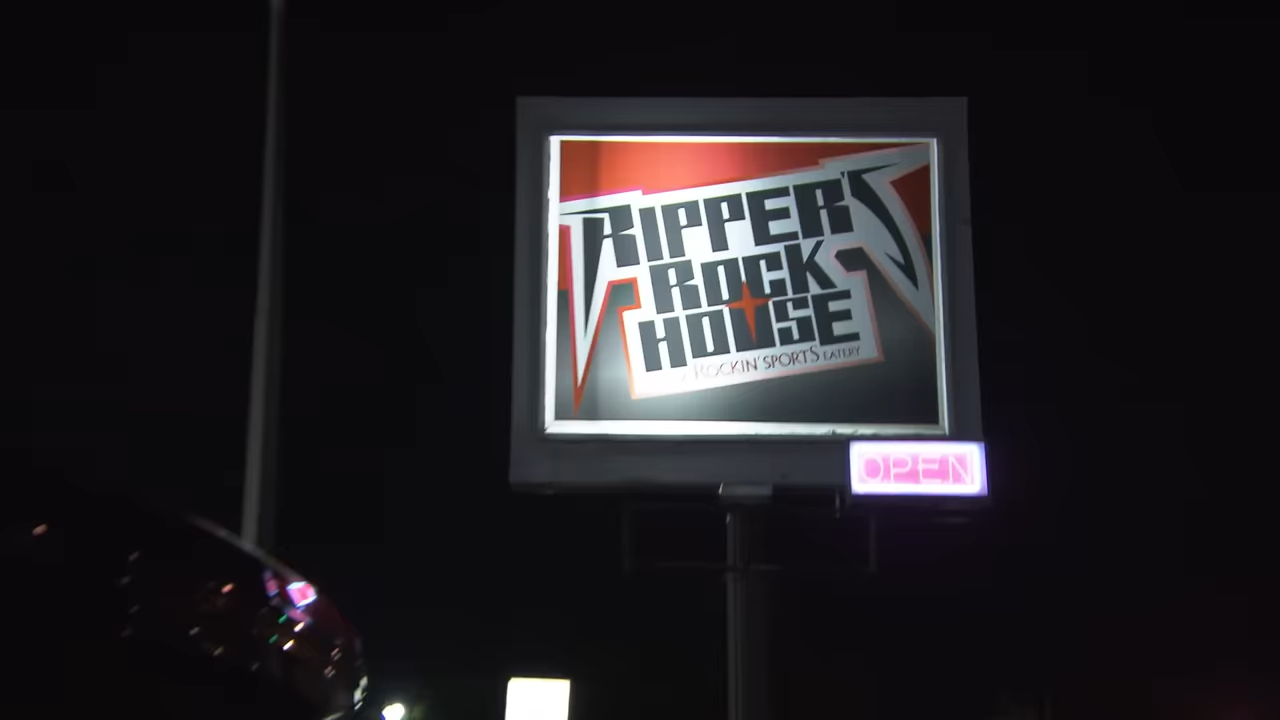 RIPPER'S
ROCK
HOUSE
ROCKIN' SPORTS EATERY
OPEN